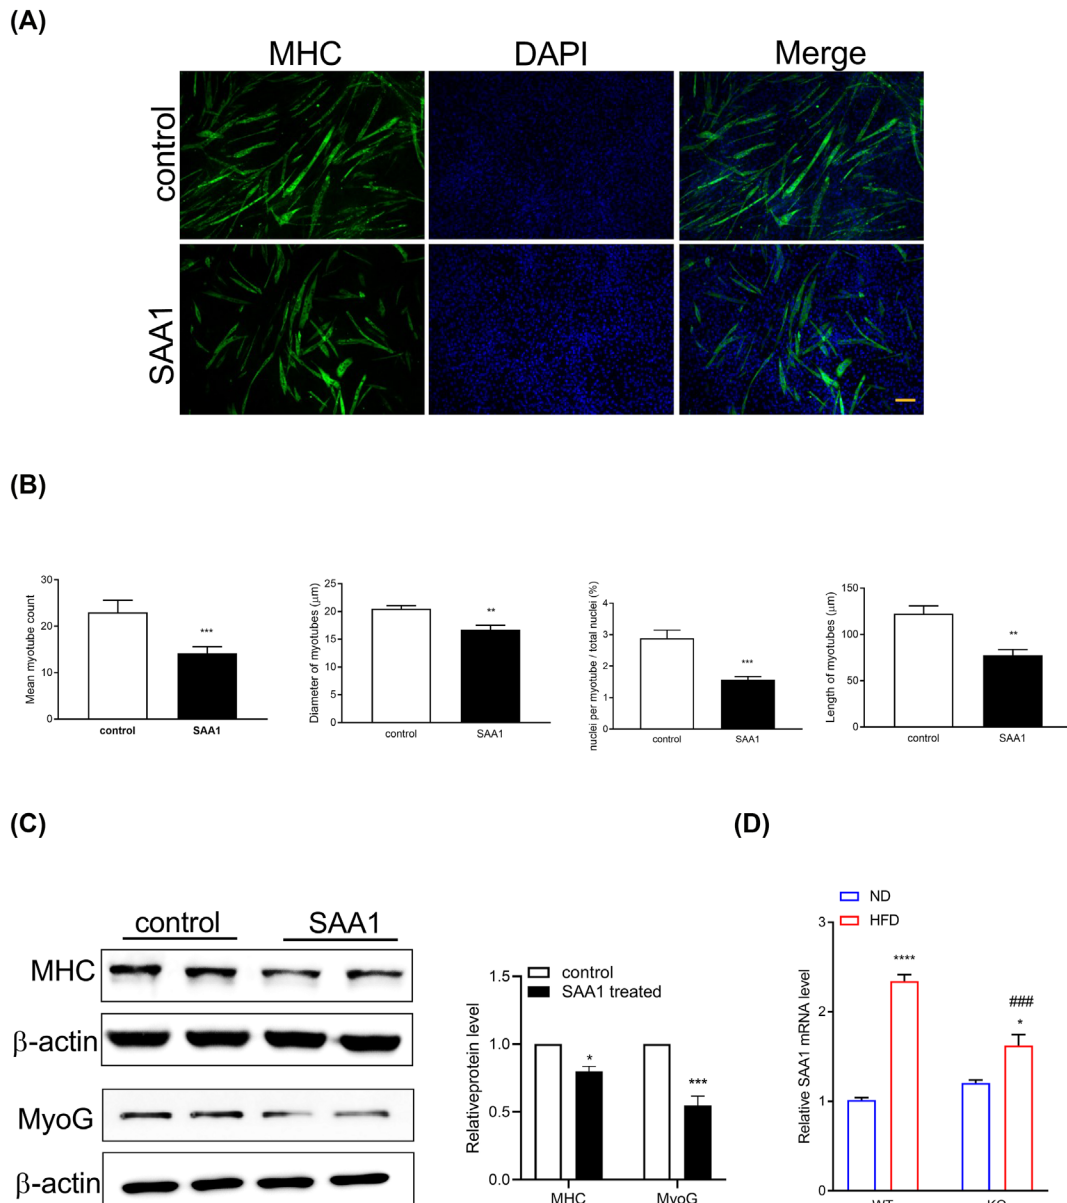 (A)
MHC DAPI Merge
control
SAA1
(B)
Mean myotube count
30
20
10
0
control SAA1
***
Diameter of myotubes (μm)
25
20
15
10
5
0
control SAA1
**
nuclei per myotube / total nuclei (%)
4
3
2
1
0
control SAA1
***
Length of myotubes (μm)
150
100
50
0
control SAA1
**
(C)
control SAA1
MHC
β-actin
MyoG
β-actin
Relativeprotein level
1.5
1.0
0.5
0.0
control
SAA1 treated
*
***
MHC MyoG
(D)
ND
HFD
Relative SAA1 mRNA level
3
2
1
0
****
###
*
WT KO